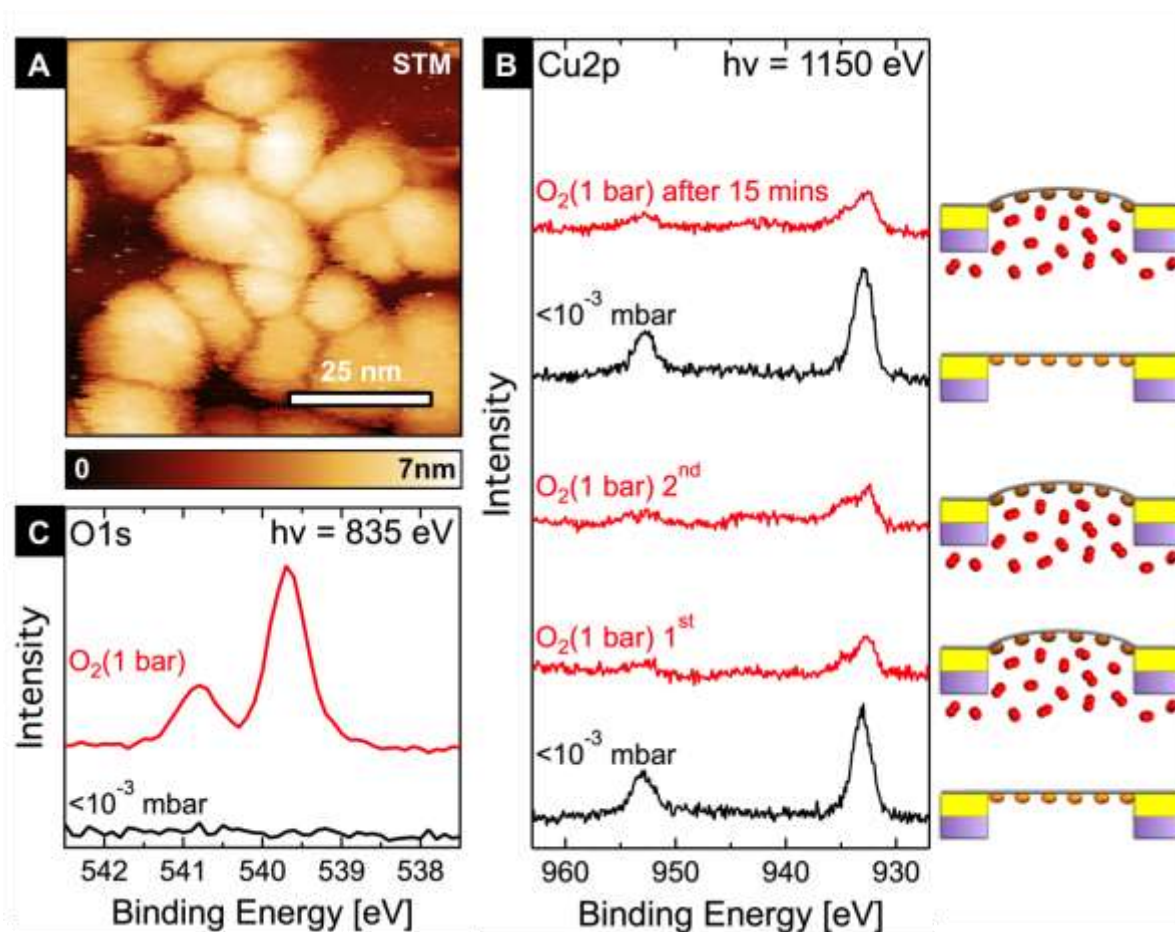 A
STM
25 nm
0
7nm
C
O1s
hν = 835 eV
O₂(1 bar)
<10⁻³ mbar
Intensity
542 541 540 539 538
Binding Energy [eV]
B
Cu2p
hν = 1150 eV
O₂(1 bar) after 15 mins
<10⁻³ mbar
O₂(1 bar) 2ⁿᵈ
O₂(1 bar) 1ˢᵗ
<10⁻³ mbar
Intensity
960 950 940 930
Binding Energy [eV]